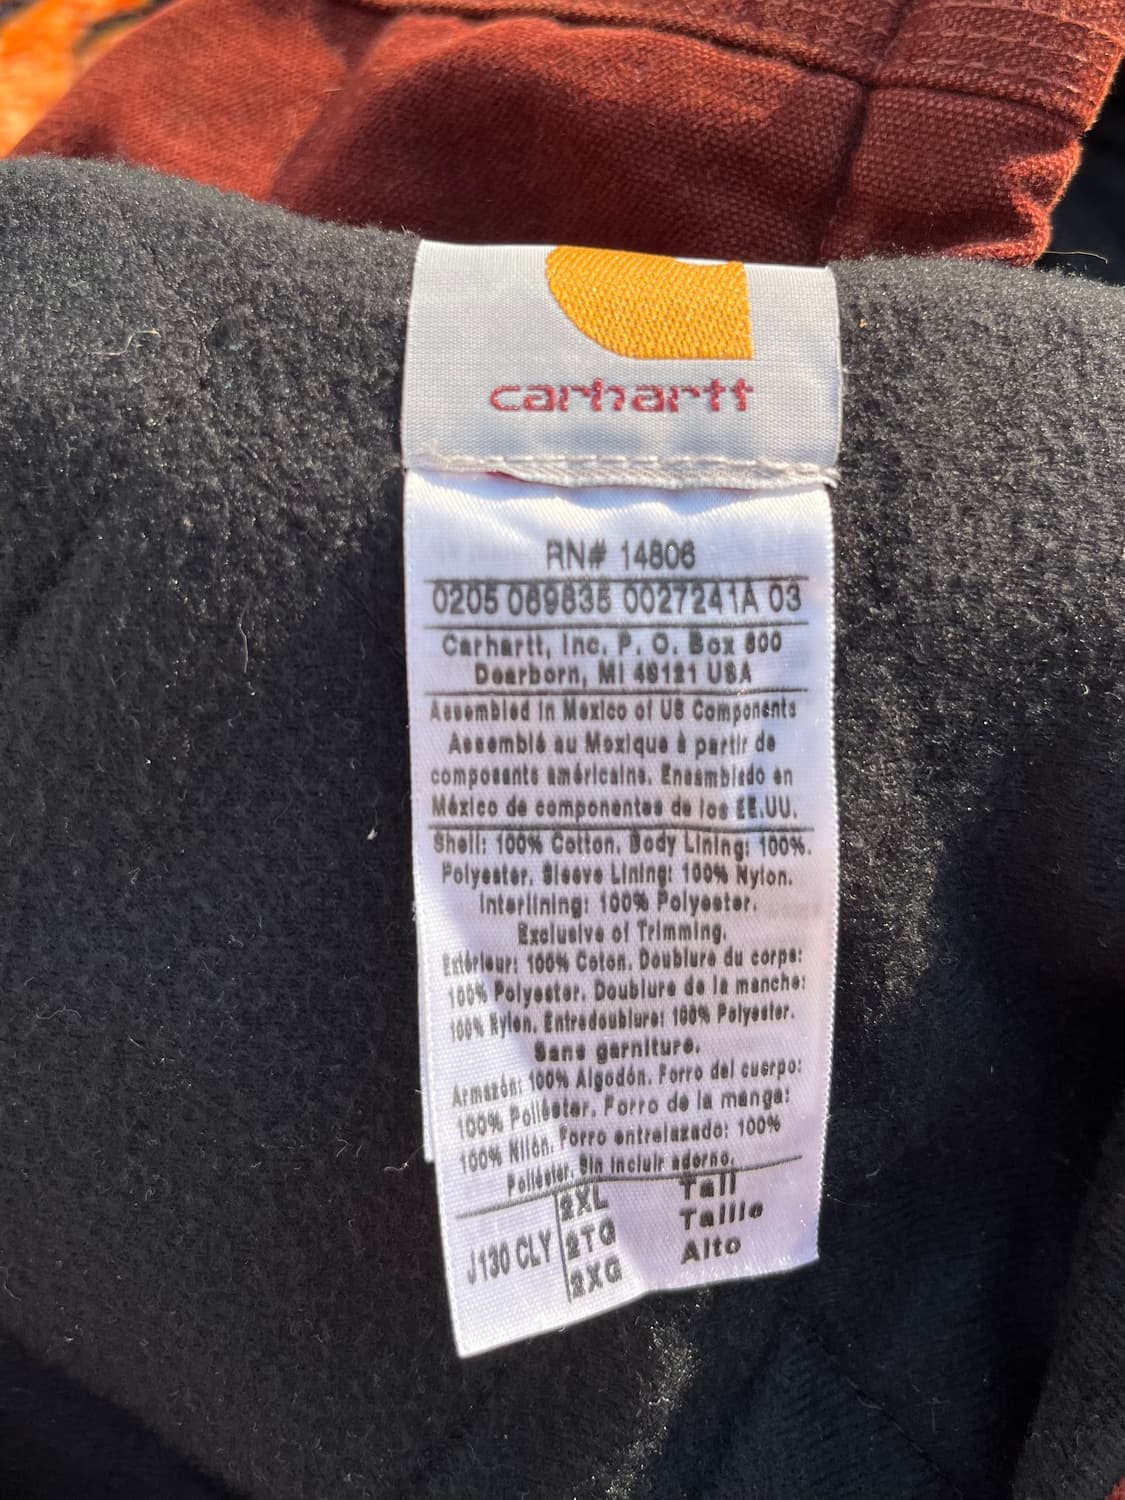 carhartt
RN# 14806
0205 069835 0027241A 03
Carhartt, Inc. P. O. Box 600
Dearborn, MI 48121 USA
Assembled in Mexico of US Components
Assemblé au Mexique à partir de
composants américains. Ensamblado en
México de componentes de los EE.UU.
Shell: 100% Cotton. Body Lining: 100%.
Polyester. Sleeve Lining: 100% Nylon.
Interlining: 100% Polyester.
Exclusive of Trimming.
Extérieur: 100% Coton. Doublure du corps:
100% Polyester. Doublure de la manche:
100% Nylon. Entredoublure: 100% Polyester.
Sans garniture.
Armazón: 100% Algodón. Forro del cuerpo:
100% Poliéster. Forro de la manga:
100% Nilón. Forro entrelazado: 100%
Poliéster. Sin incluir adorno.
J130 CLY
2XL Tall
2TG Taille
2XG Alto